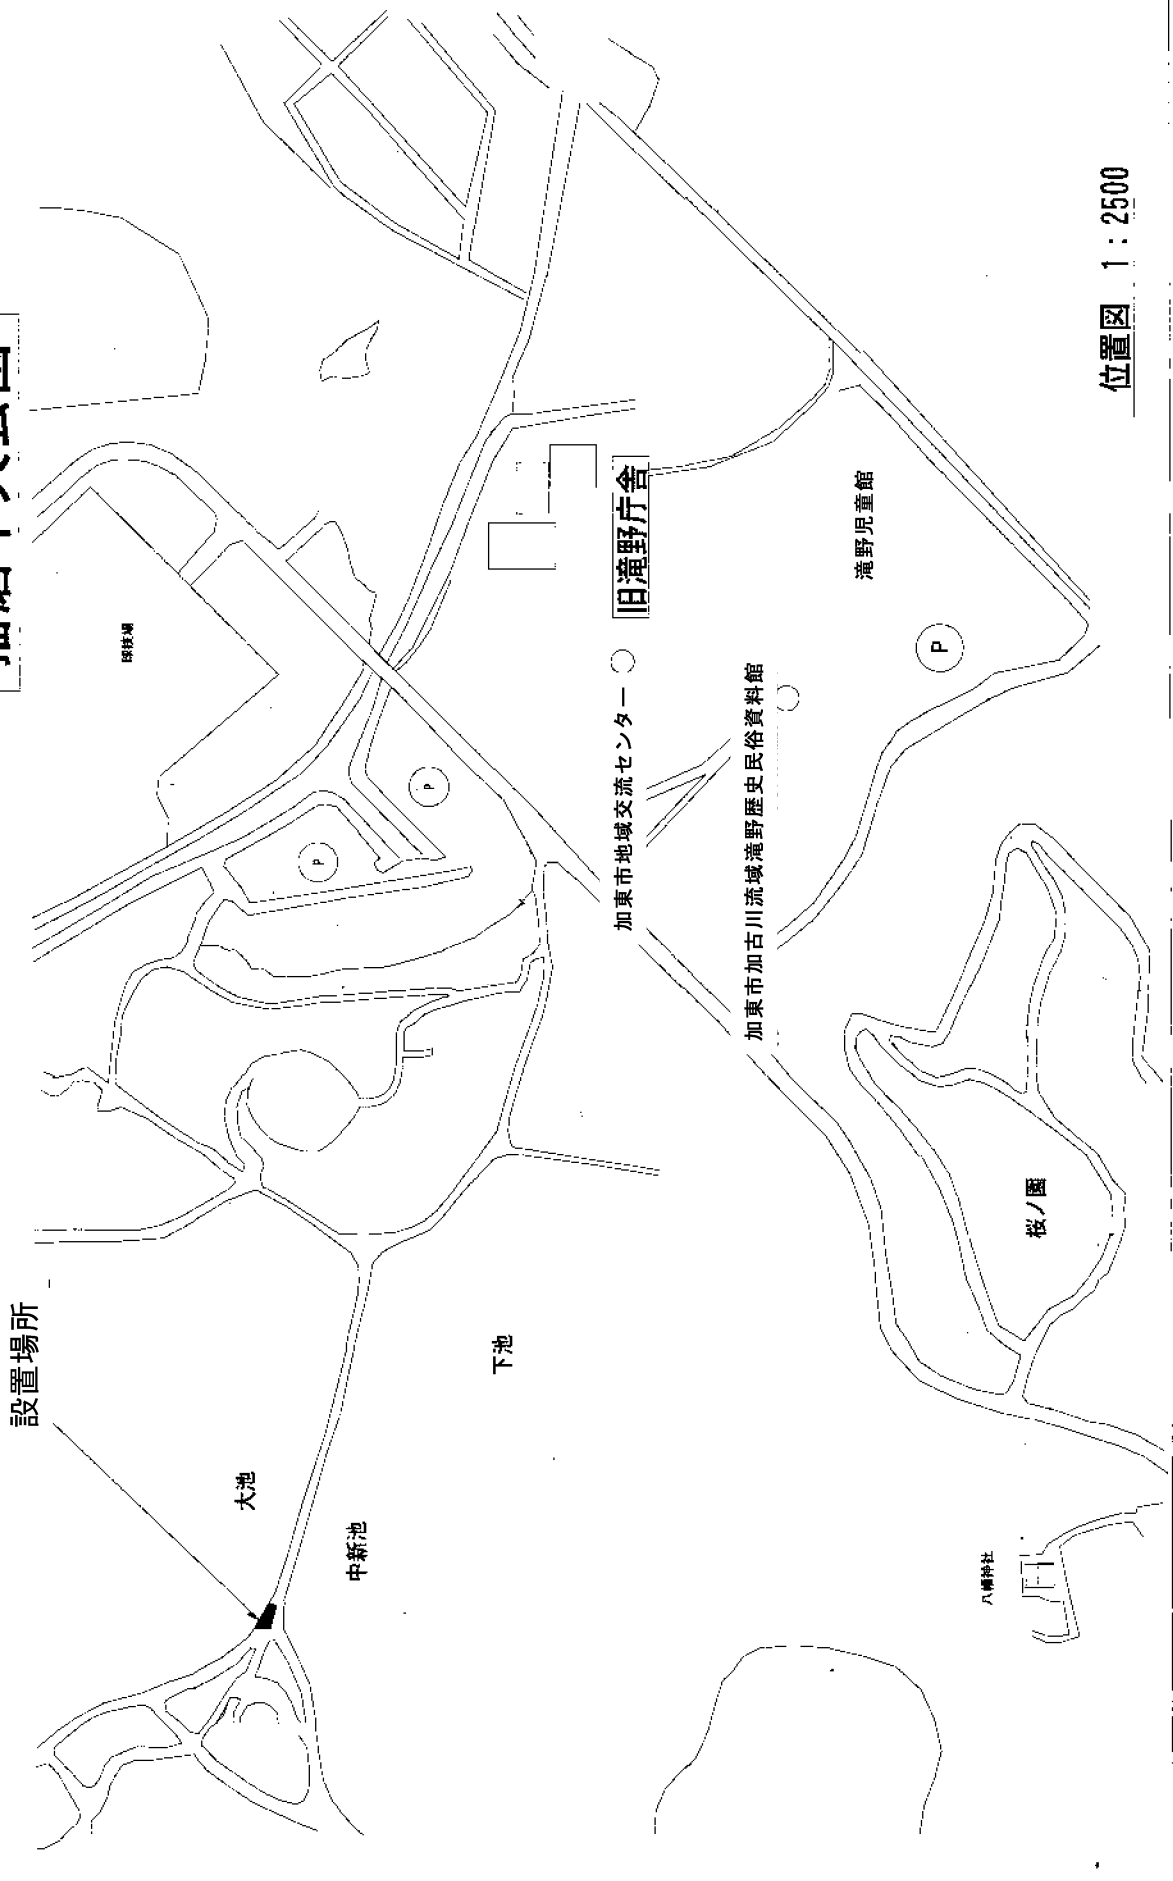 設置場所
球技場
P
P
旧滝野庁舎
加東市地域交流センター
加東市加古川流域滝野歴史民俗資料館
滝野児童館
P
大池
中新池
下池
桜ノ園
八幡神社
位置図 1:2500